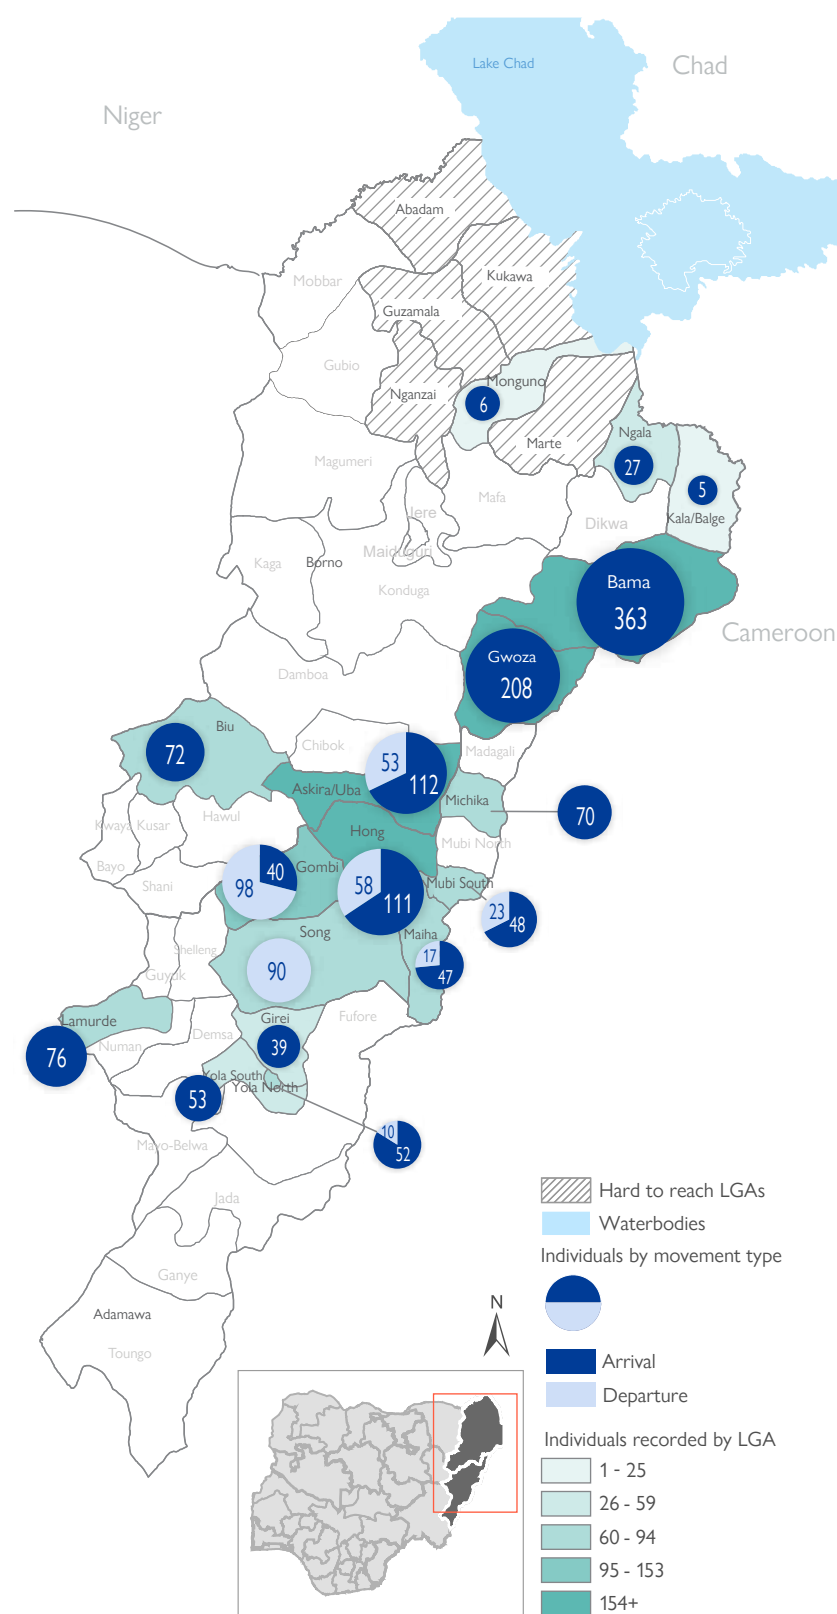 Lake Chad
Chad
Niger
Abadam
Kukawa
Mobbar
Guzamala
Gubio
Monguno
Nganzai
6
Ngala
Marte
Magumeri
27
Mafa
5
Jere
Kala/Balge
Dikwa
Maiduguri
Kaga
Borno
Konduga
Bama
363
Cameroon
Gwoza
208
Damboa
Biu
72
Chibok
Madagali
53
112
Askira/Uba
Michika
70
Hawul
Kwaya Kusar
Hong
Mubi North
Bayo
Gombi
40
98
Shani
58
111
Mubi South
23
48
Song
Maiha
Shelleng
17
47
90
Guyuk
Lamurde
Girei
Fufore
Demsa
Numan
39
76
Yola South
Yola North
53
10
52
Mayo-Belwa
Jada
Hard to reach LGAs
Waterbodies
Individuals by movement type
Ganye
Adamawa
N
Toungo
Arrival
Departure
Individuals recorded by LGA
1 - 25
26 - 59
60 - 94
95 - 153
154+